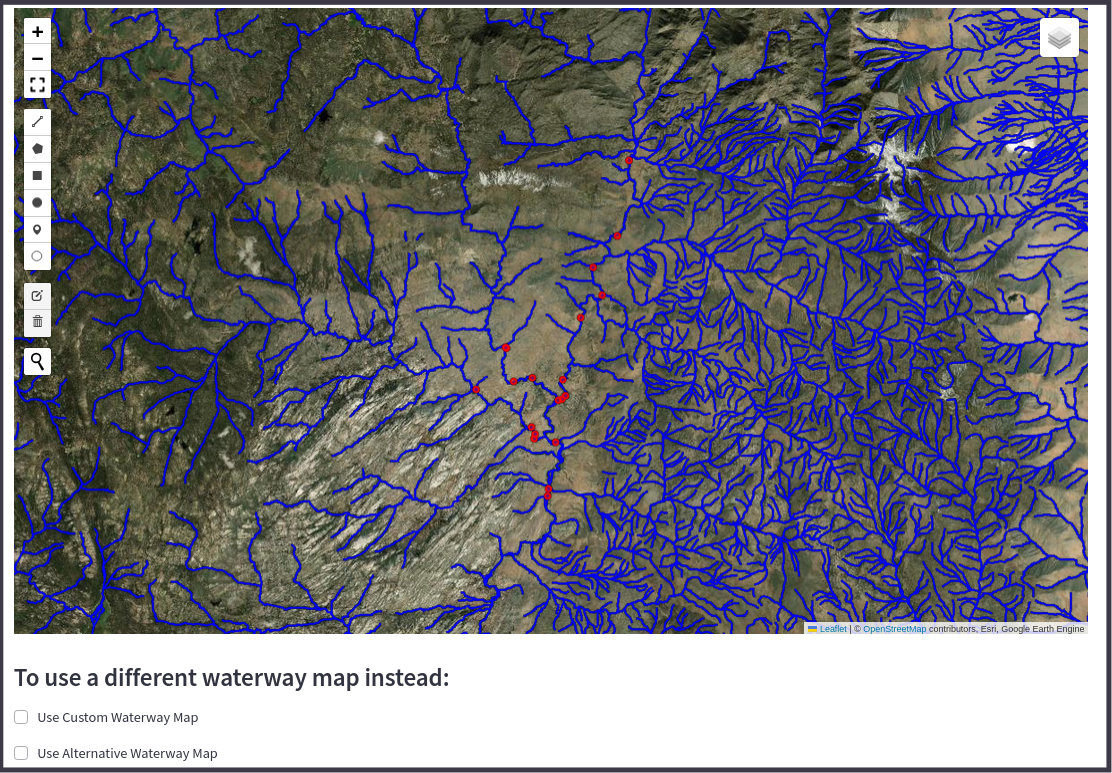 +
−
Leaflet | © OpenStreetMap contributors, Esri, Google Earth Engine
To use a different waterway map instead:
Use Custom Waterway Map
Use Alternative Waterway Map